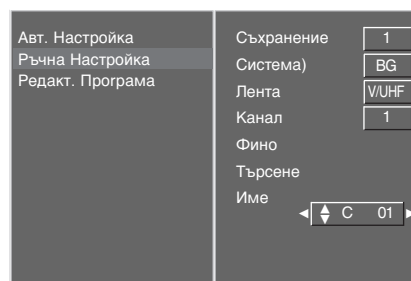 Авт. Настройка
Ръчна Настройка
Редакт. Програма
Съхранение 1
Система) BG
Лента V/UHF
Канал 1
Фино
Търсене
Име
C 01